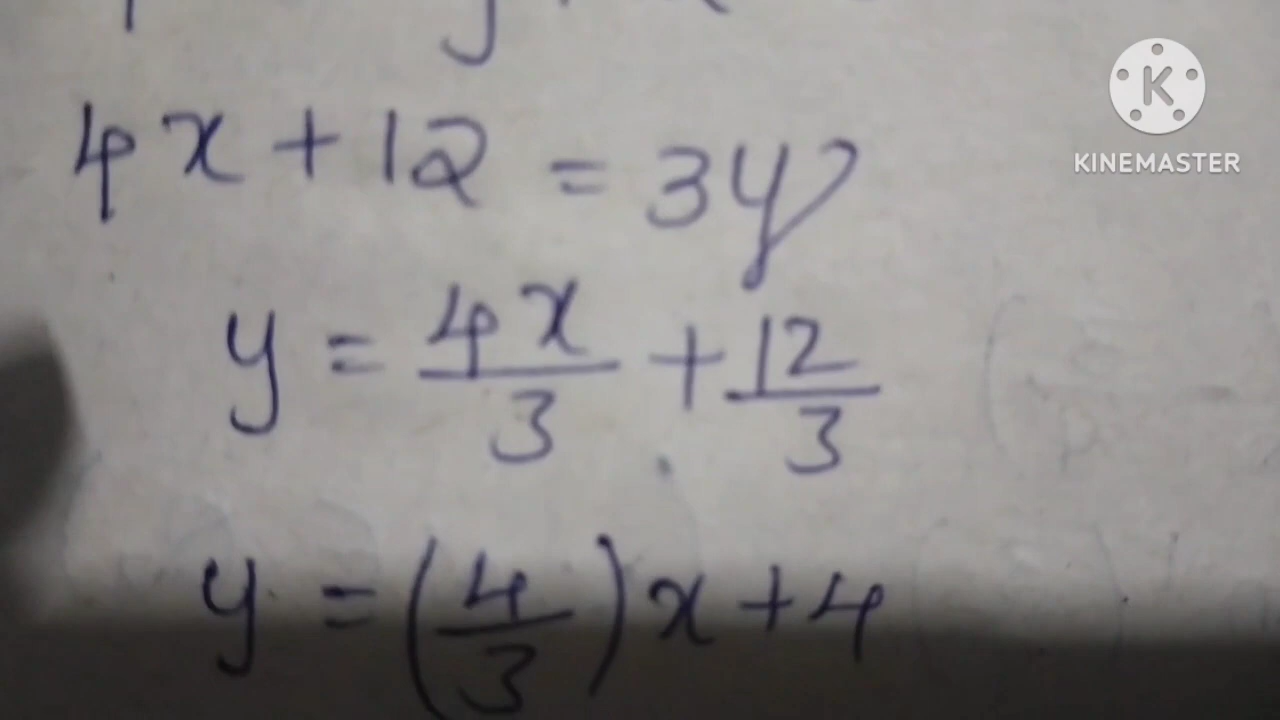 4x + 12 = 3y
KINEMASTER
y = 4x/3 + 12/3
y = (4/3)x + 4